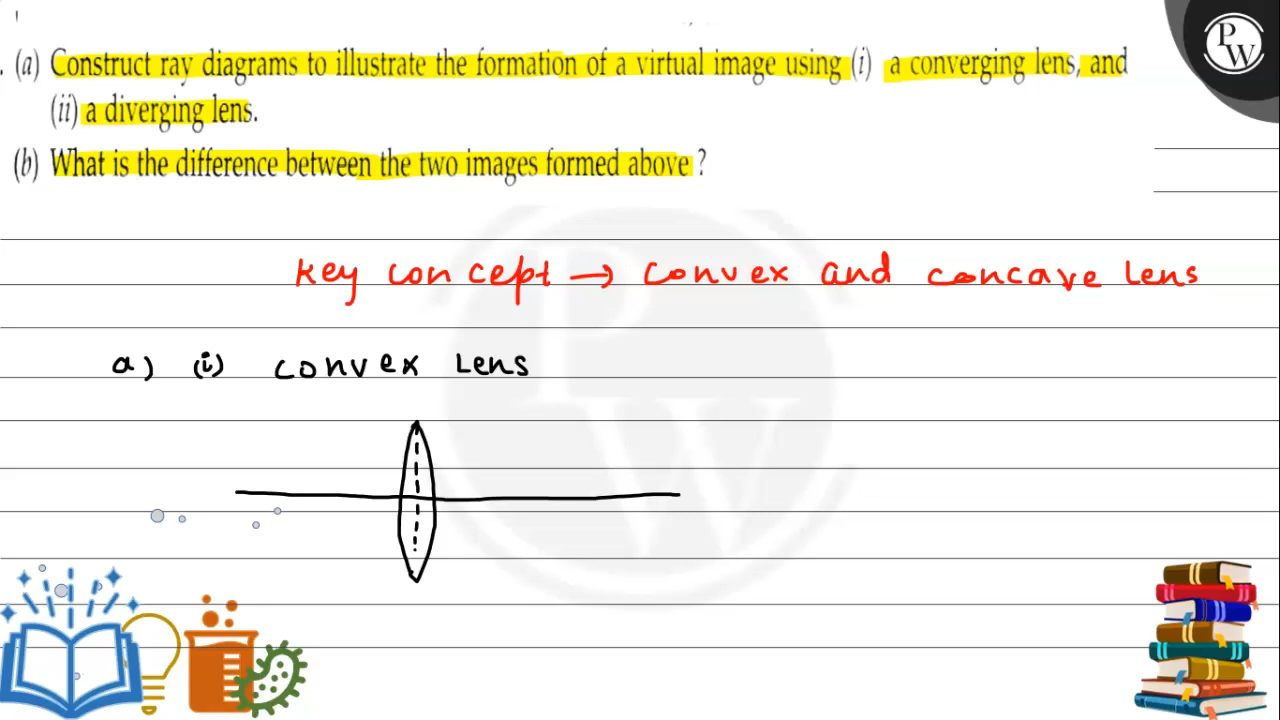 (a) Construct ray diagrams to illustrate the formation of a virtual image using (i) a converging lens, and
(ii) a diverging lens.
(b) What is the difference between the two images formed above ?
Key concept → convex and concave lens
a) (i) convex lens
P
W
PW